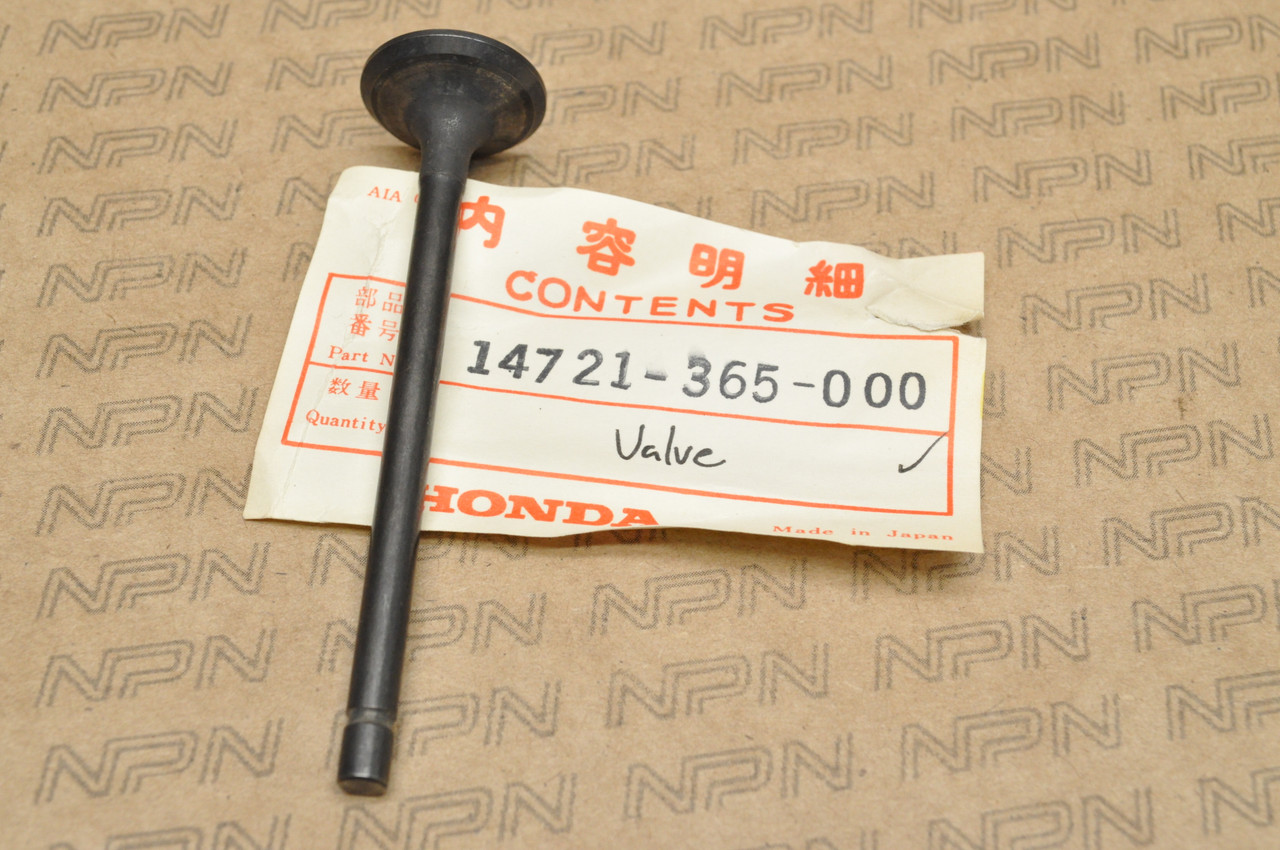 AIA
内容明細
CONTENTS
部品
番号
Part N
14721-365-000
数量
Quantity
Valve ✓
HONDA
Made in Japan
NPN